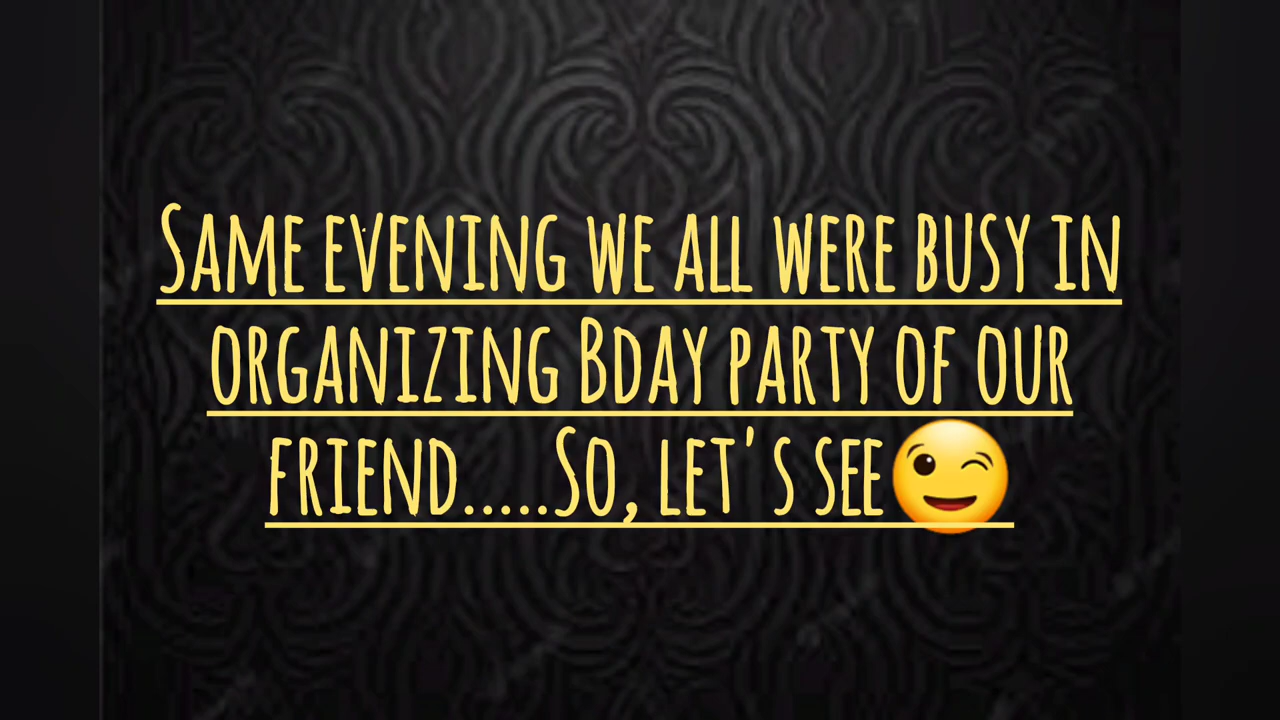 Same evening we all were busy in
organizing Bday party of our
friend.....So, let's see😉